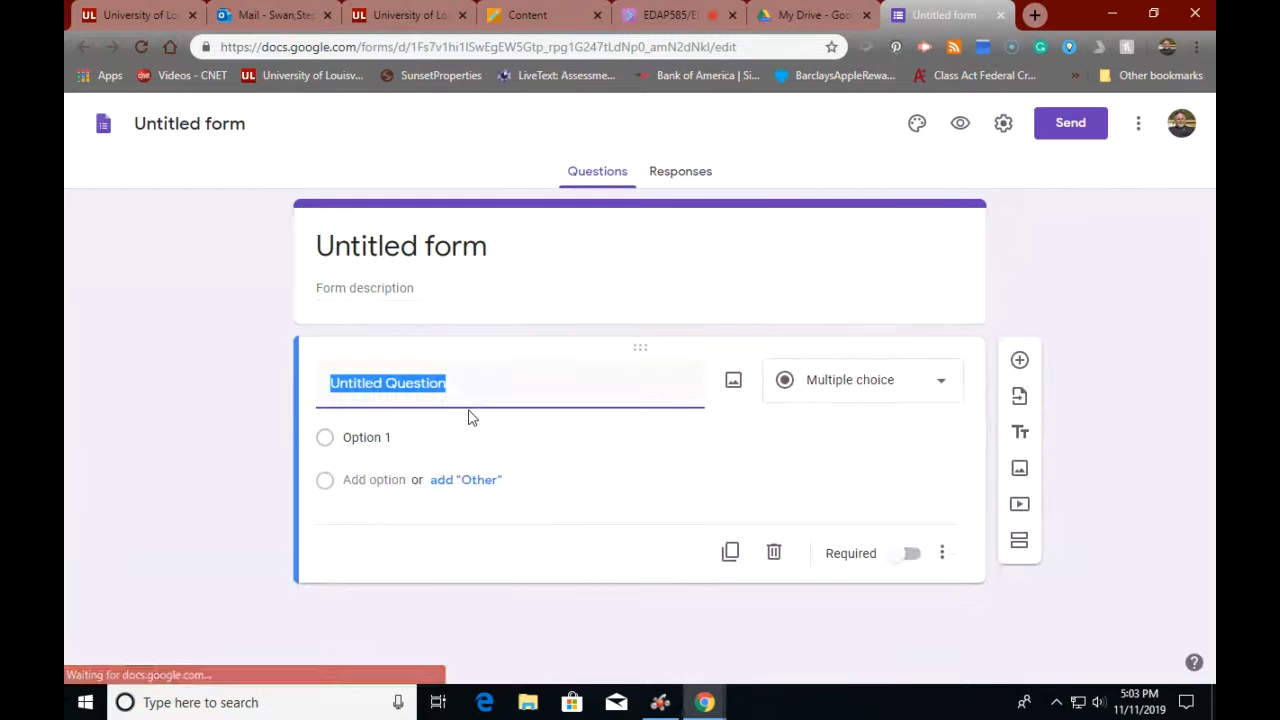 University of Lo
Mail - Swan,Ste
University of Lo
Content
EDAP585/E
My Drive - Goo
Untitled form
https://docs.google.com/forms/d/1Fs7v1hi1lSwEgEW5Gtp_rpg1G247tLdNp0_amN2dNkI/edit
Apps
Videos - CNET
University of Louisv...
SunsetProperties
LiveText: Assessme...
Bank of America | Si...
BarclaysAppleRewa...
Class Act Federal Cr...
»
Other bookmarks
Untitled form
Send
Questions
Responses
Untitled form
Form description
Untitled Question
Multiple choice
Option 1
Add option or add "Other"
Required
Waiting for docs.google.com...
Type here to search
5:03 PM
11/11/2019